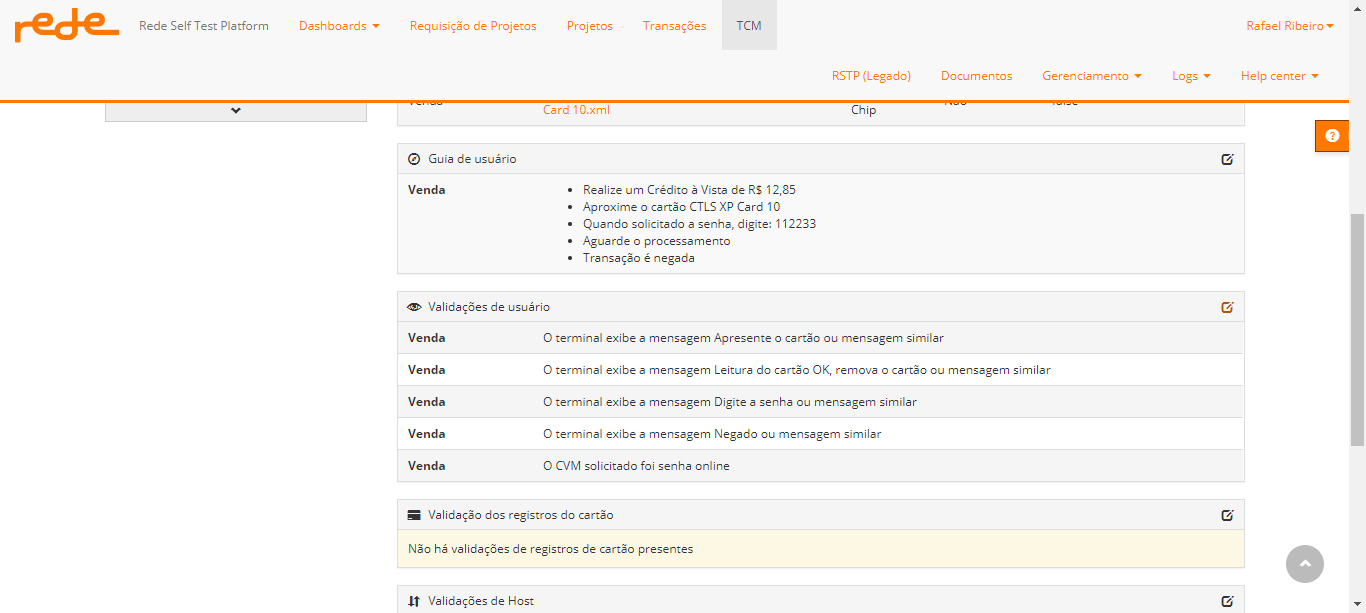 rede Rede Self Test Platform Dashboards Requisição de Projetos Projetos Transações TCM Rafael Ribeiro
RSTP (Legado) Documentos Gerenciamento Logs Help center
Venda Card 10.xml Chip Não false
Guia de usuário
Venda
Realize um Crédito à Vista de R$ 12,85
Aproxime o cartão CTLS XP Card 10
Quando solicitado a senha, digite: 112233
Aguarde o processamento
Transação é negada
Validações de usuário
Venda O terminal exibe a mensagem Apresente o cartão ou mensagem similar
Venda O terminal exibe a mensagem Leitura do cartão OK, remova o cartão ou mensagem similar
Venda O terminal exibe a mensagem Digite a senha ou mensagem similar
Venda O terminal exibe a mensagem Negado ou mensagem similar
Venda O CVM solicitado foi senha online
Validação dos registros do cartão
Não há validações de registros de cartão presentes
Validações de Host